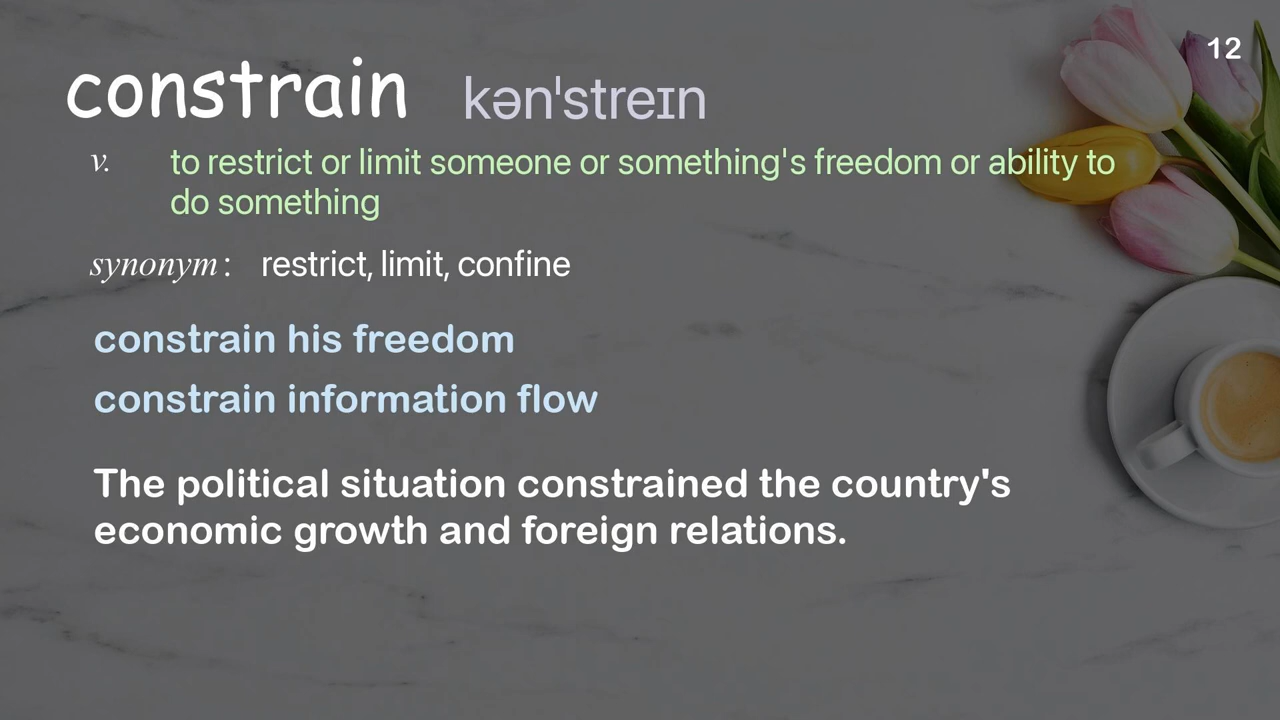 12
constrain kən'streɪn
v. to restrict or limit someone or something's freedom or ability to
do something
synonym : restrict, limit, confine
constrain his freedom
constrain information flow
The political situation constrained the country's
economic growth and foreign relations.